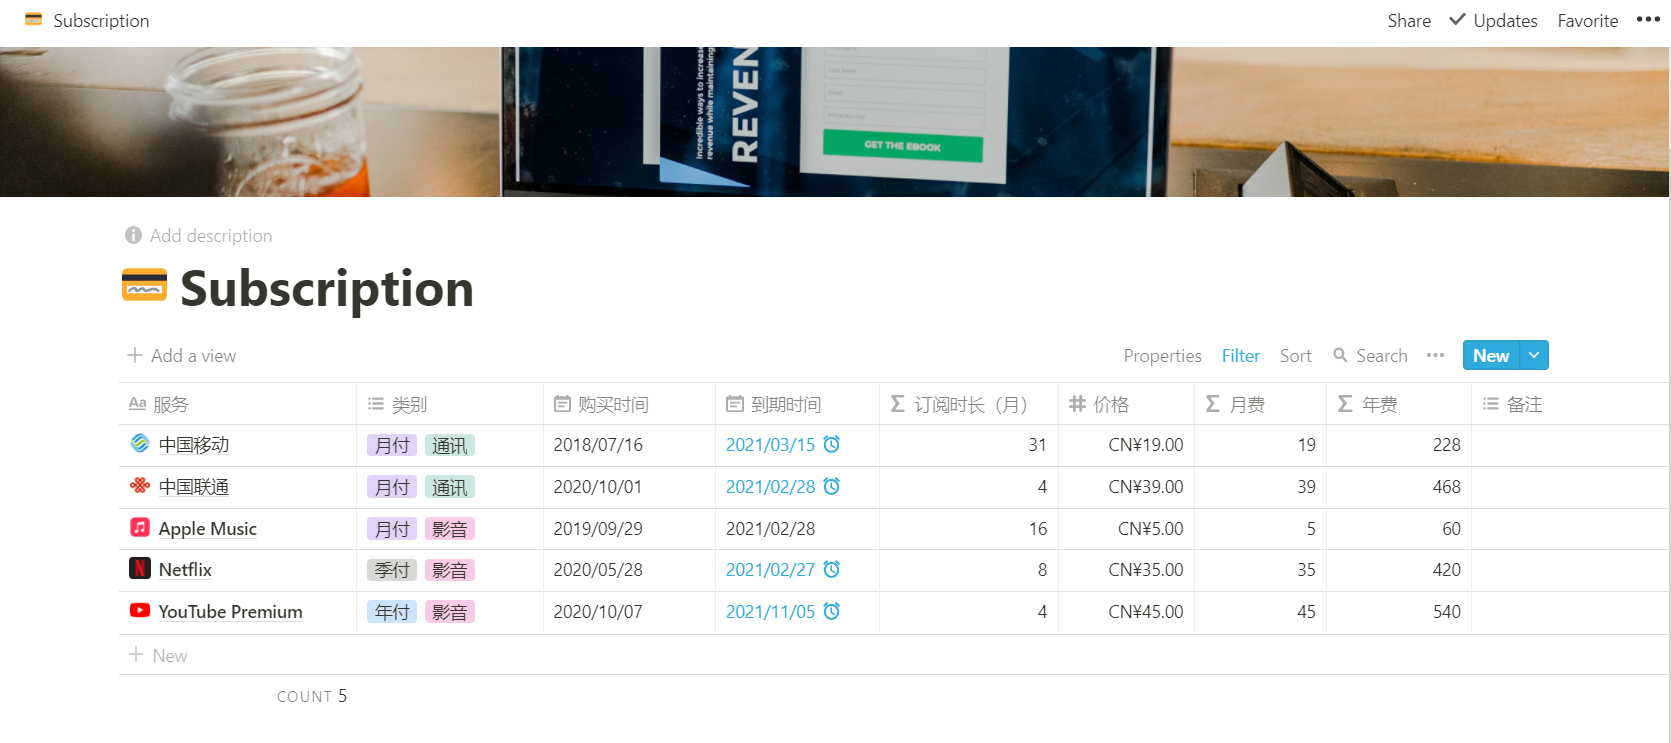 Subscription
Share Updates Favorite •••
Incredible ways to increase
revenue while maintaining
REVEN
Last Name
Email
Phone Number
GET THE EBOOK
Add description
Subscription
+ Add a view
Properties Filter Sort Search ••• New
Aa 服务 类别 购买时间 到期时间 Σ 订阅时长（月） # 价格 Σ 月费 Σ 年费 备注
中国移动 月付 通讯 2018/07/16 2021/03/15 31 CN¥19.00 19 228
中国联通 月付 通讯 2020/10/01 2021/02/28 4 CN¥39.00 39 468
Apple Music 月付 影音 2019/09/29 2021/02/28 16 CN¥5.00 5 60
Netflix 季付 影音 2020/05/28 2021/02/27 8 CN¥35.00 35 420
YouTube Premium 年付 影音 2020/10/07 2021/11/05 4 CN¥45.00 45 540
+ New
COUNT 5